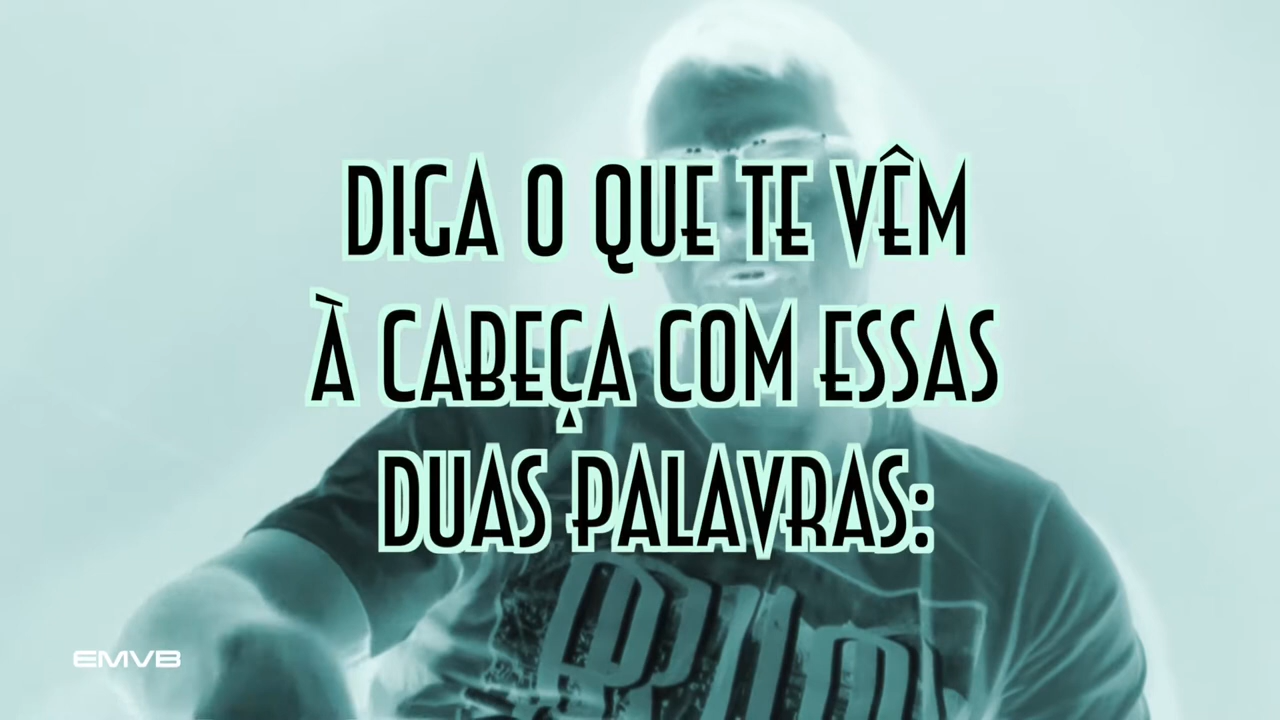 DIGA O QUE TE VÊM
À CABEÇA COM ESSAS
DUAS PALAVRAS:
EMVB